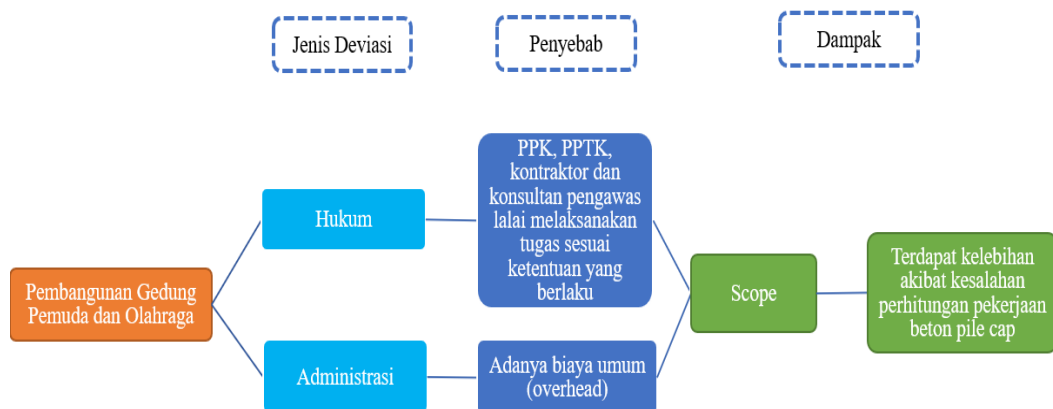 Jenis Deviasi
Penyebab
Dampak
PPK, PPTK,
kontraktor dan
konsultan pengawas
lalai melaksanakan
tugas sesuai
ketentuan yang
berlaku
Hukum
Pembangunan Gedung
Pemuda dan Olahraga
Scope
Terdapat kelebihan
akibat kesalahan
perhitungan pekerjaan
beton pile cap
Administrasi
Adanya biaya umum
(overhead)